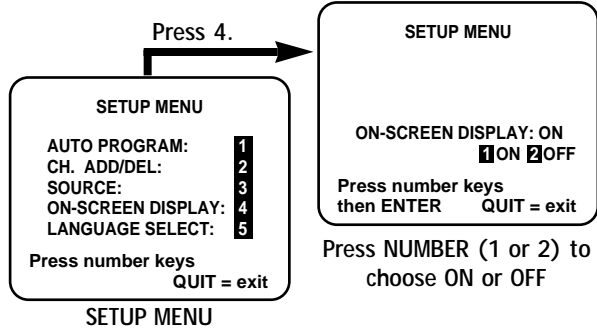 Press 4.
SETUP MENU
AUTO PROGRAM: 1
CH. ADD/DEL: 2
SOURCE: 3
ON-SCREEN DISPLAY: 4
LANGUAGE SELECT: 5
Press number keys
QUIT = exit
SETUP MENU
SETUP MENU
ON-SCREEN DISPLAY: ON
1 ON 2 OFF
Press number keys
then ENTER QUIT = exit
Press NUMBER (1 or 2) to
choose ON or OFF